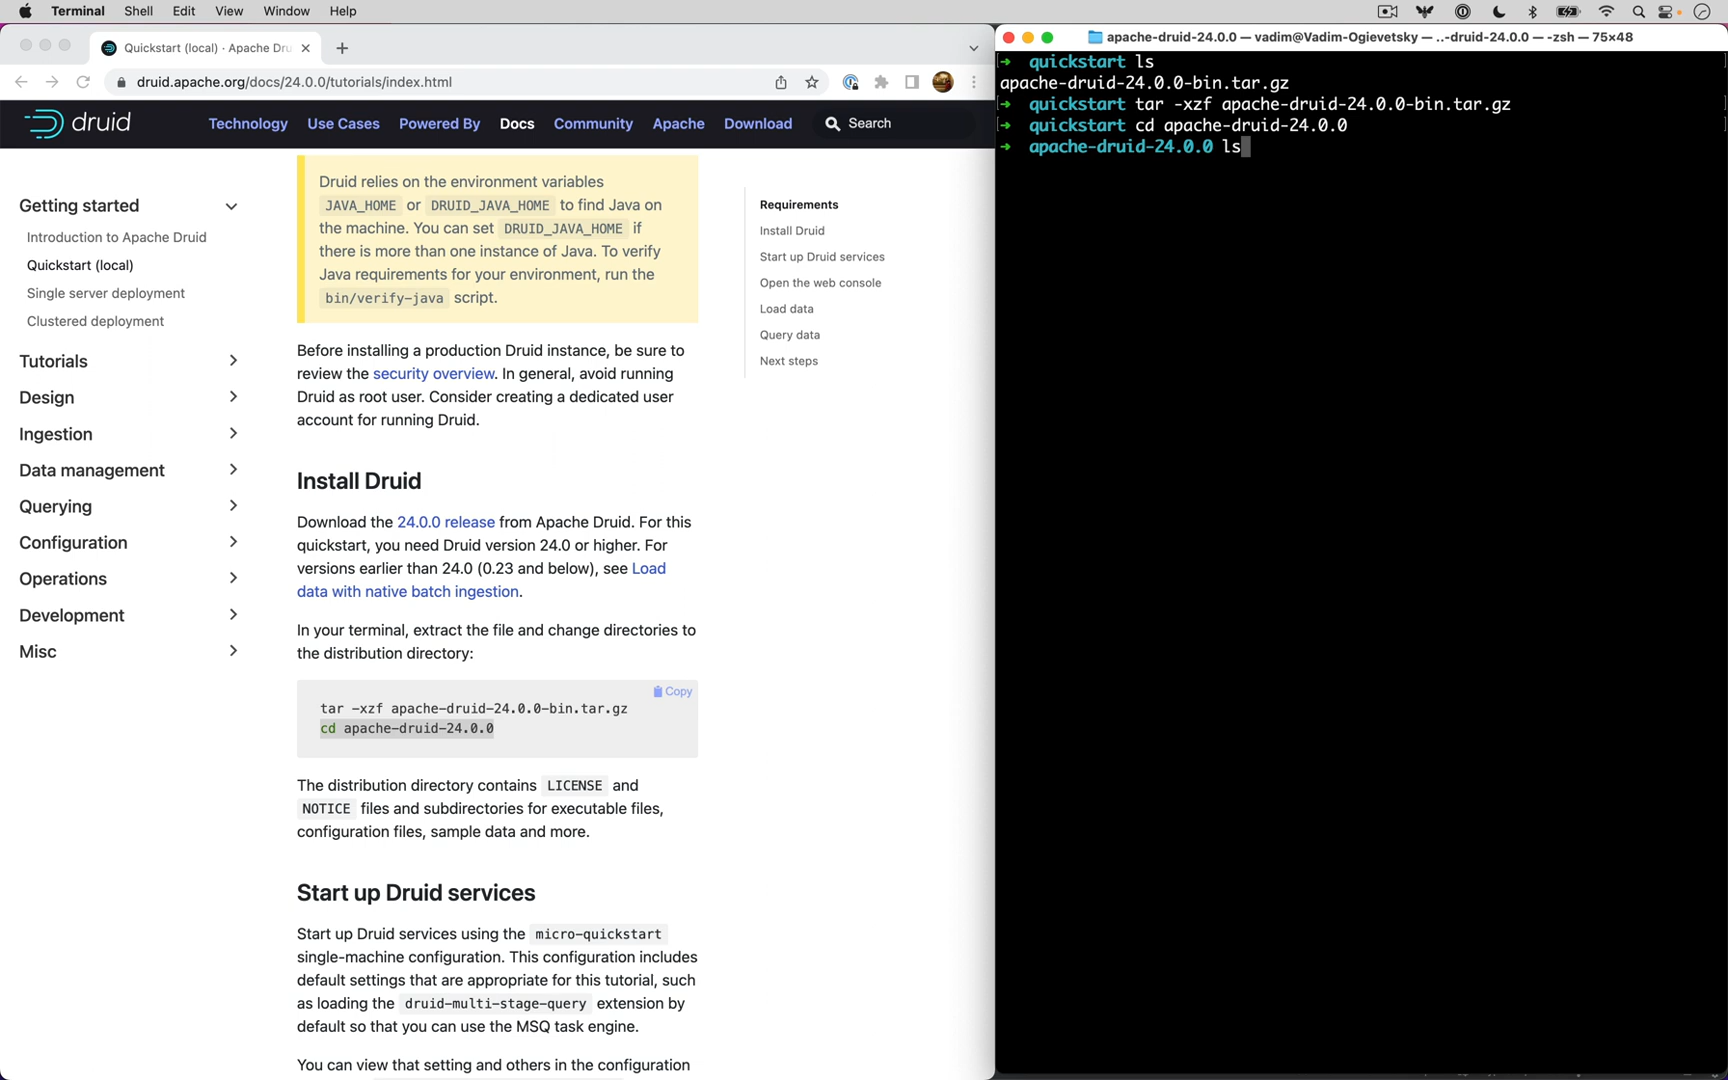 Terminal Shell Edit View Window Help
Quickstart (local) · Apache Dru
druid.apache.org/docs/24.0.0/tutorials/index.html
druid Technology Use Cases Powered By Docs Community Apache Download Search
Getting started
Introduction to Apache Druid
Quickstart (local)
Single server deployment
Clustered deployment
Tutorials
Design
Ingestion
Data management
Querying
Configuration
Operations
Development
Misc
Druid relies on the environment variables
JAVA_HOME or DRUID_JAVA_HOME to find Java on
the machine. You can set DRUID_JAVA_HOME if
there is more than one instance of Java. To verify
Java requirements for your environment, run the
bin/verify-java script.
Before installing a production Druid instance, be sure to
review the security overview. In general, avoid running
Druid as root user. Consider creating a dedicated user
account for running Druid.
Install Druid
Download the 24.0.0 release from Apache Druid. For this
quickstart, you need Druid version 24.0 or higher. For
versions earlier than 24.0 (0.23 and below), see Load
data with native batch ingestion.
In your terminal, extract the file and change directories to
the distribution directory:
Copy
tar -xzf apache-druid-24.0.0-bin.tar.gz
cd apache-druid-24.0.0
The distribution directory contains LICENSE and
NOTICE files and subdirectories for executable files,
configuration files, sample data and more.
Start up Druid services
Start up Druid services using the micro-quickstart
single-machine configuration. This configuration includes
default settings that are appropriate for this tutorial, such
as loading the druid-multi-stage-query extension by
default so that you can use the MSQ task engine.
You can view that setting and others in the configuration
Requirements
Install Druid
Start up Druid services
Open the web console
Load data
Query data
Next steps
apache-druid-24.0.0 — vadim@Vadim-Ogievetsky — ..-druid-24.0.0 — -zsh — 75×48
➜ quickstart ls
apache-druid-24.0.0-bin.tar.gz
➜ quickstart tar -xzf apache-druid-24.0.0-bin.tar.gz
➜ quickstart cd apache-druid-24.0.0
➜ apache-druid-24.0.0 ls